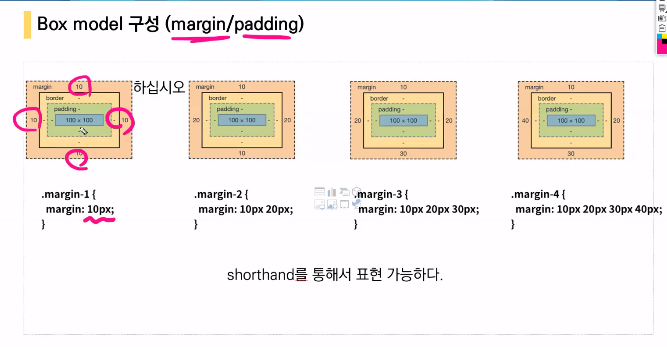 Box model 구성 (margin/padding)
하십시오
margin 10
border -
padding -
10 - - 100 × 100 - - 10
-
-
10
margin 10
border -
padding -
20 - - 100 × 100 - - 20
-
-
10
margin 10
border -
padding -
20 - - 100 × 100 - - 20
-
-
30
margin 10
border -
padding -
40 - - 100 × 100 - - 20
-
-
30
.margin-1 {
margin: 10px;
}
.margin-2 {
margin: 10px 20px;
}
.margin-3 {
margin: 10px 20px 30px;
}
.margin-4 {
margin: 10px 20px 30px 40px;
}
shorthand를 통해서 표현 가능하다.